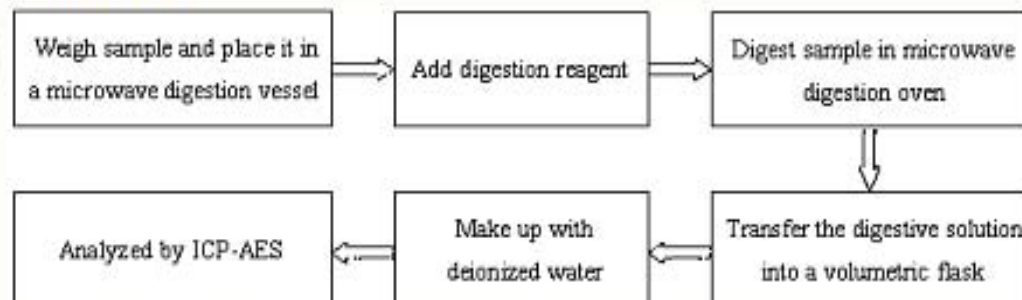 Weigh sample and place it in
a microwave digestion vessel
Add digestion reagent
Digest sample in microwave
digestion oven
Transfer the digestive solution
into a volumetric flask
Make up with
deionized water
Analyzed by ICP-AES